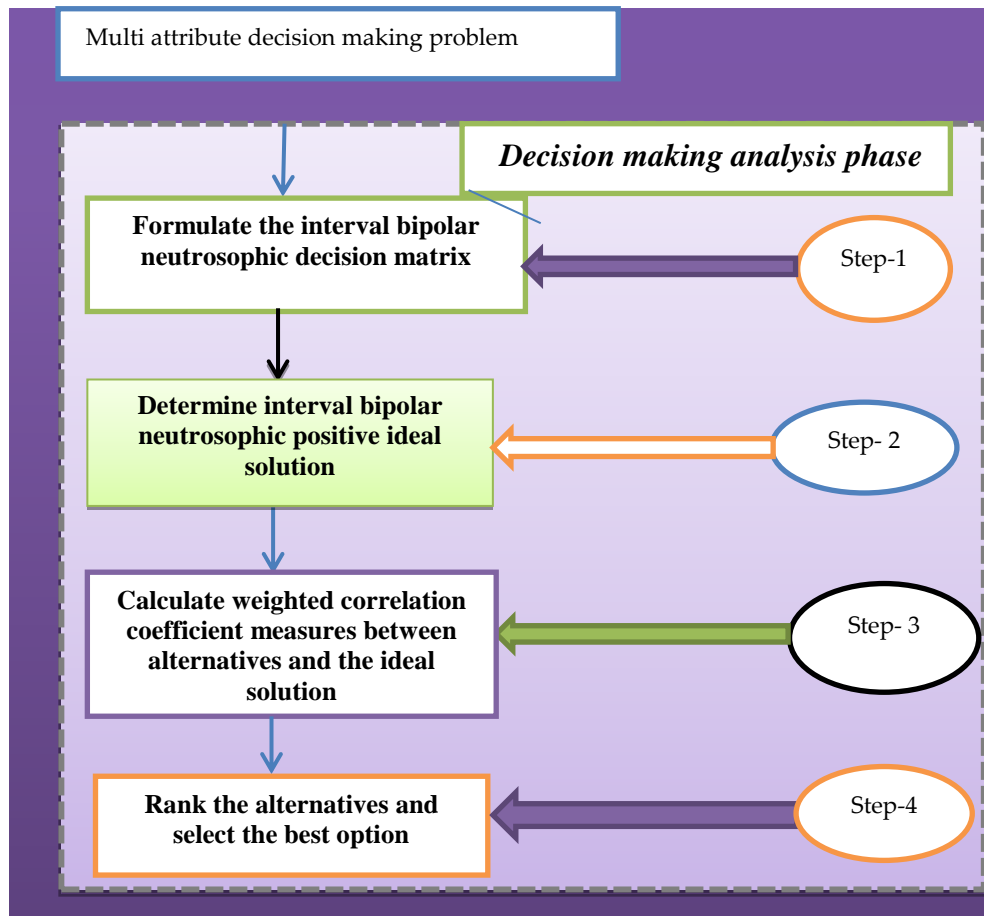 Multi attribute decision making problem
Decision making analysis phase
Formulate the interval bipolar
neutrosophic decision matrix
Step-1
Determine interval bipolar
neutrosophic positive ideal
solution
Step- 2
Calculate weighted correlation
coefficient measures between
alternatives and the ideal
solution
Step- 3
Rank the alternatives and
select the best option
Step-4